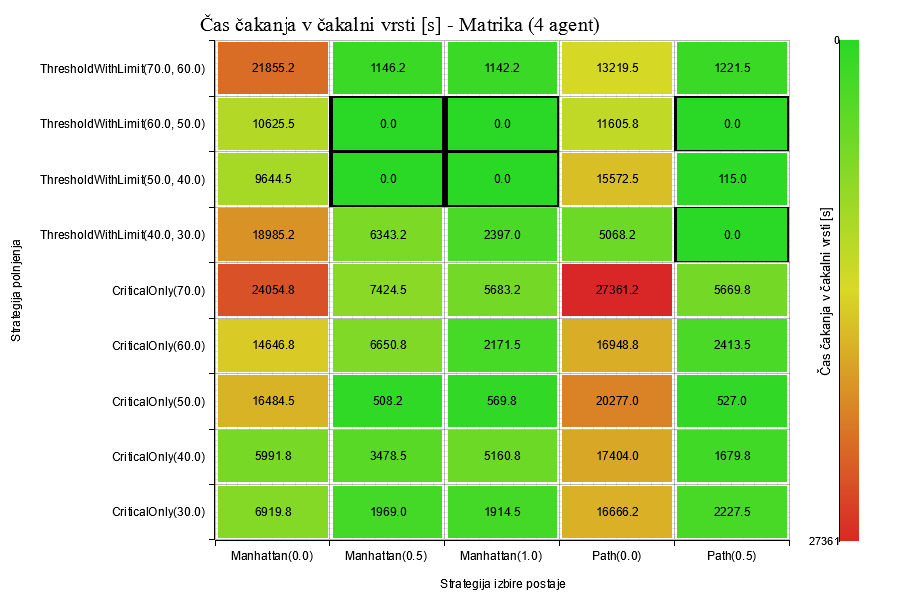 Čas čakanja v čakalni vrsti [s] - Matrika (4 agent)
Strategija polnjenja
ThresholdWithLimit(70.0, 60.0) 21855.2 1146.2 1142.2 13219.5 1221.5
ThresholdWithLimit(60.0, 50.0) 10625.5 0.0 0.0 11605.8 0.0
ThresholdWithLimit(50.0, 40.0) 9644.5 0.0 0.0 15572.5 115.0
ThresholdWithLimit(40.0, 30.0) 18985.2 6343.2 2397.0 5068.2 0.0
CriticalOnly(70.0) 24054.8 7424.5 5683.2 27361.2 5669.8
CriticalOnly(60.0) 14646.8 6650.8 2171.5 16948.8 2413.5
CriticalOnly(50.0) 16484.5 508.2 569.8 20277.0 527.0
CriticalOnly(40.0) 5991.8 3478.5 5160.8 17404.0 1679.8
CriticalOnly(30.0) 6919.8 1969.0 1914.5 16666.2 2227.5
Manhattan(0.0) Manhattan(0.5) Manhattan(1.0) Path(0.0) Path(0.5)
Strategija izbire postaje
0
Čas čakanja v čakalni vrsti [s]
27361